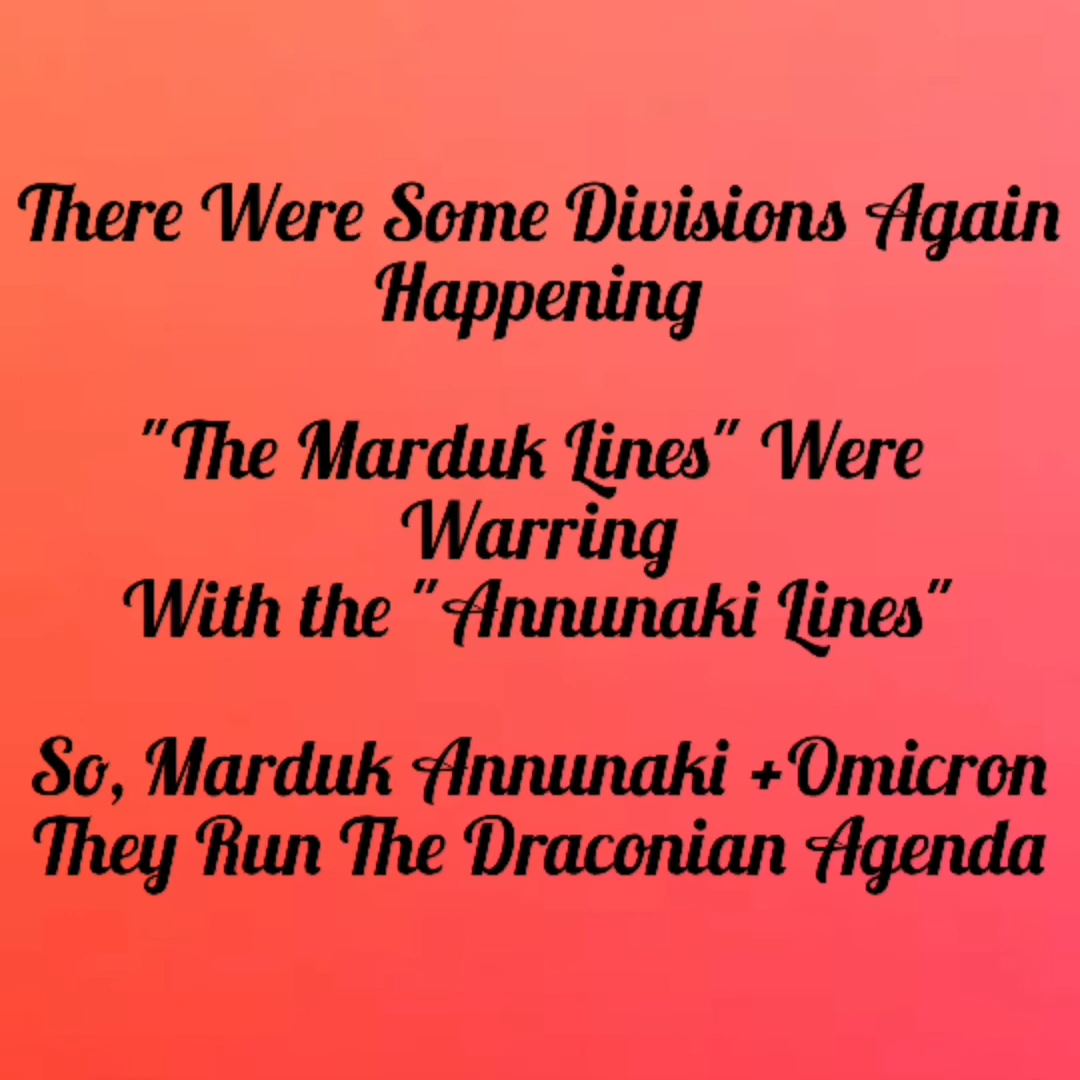 There Were Some Divisions Again
Happening
"The Marduk Lines" Were
Warring
With the "Annunaki Lines"
So, Marduk Annunaki +Omicron
They Run The Draconian Agenda